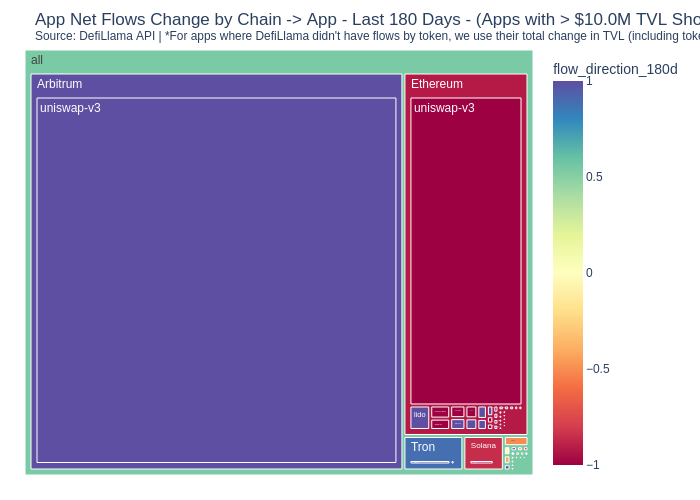 App Net Flows Change by Chain -> App - Last 180 Days - (Apps with > $10.0M TVL Sho
Source: DefiLlama API | *For apps where DefiLlama didn't have flows by token, we use their total change in TVL (including toke
all
Arbitrum
uniswap-v3
Ethereum
uniswap-v3
lido
Tron
Solana
flow_direction_180d
1
0.5
0
−0.5
−1